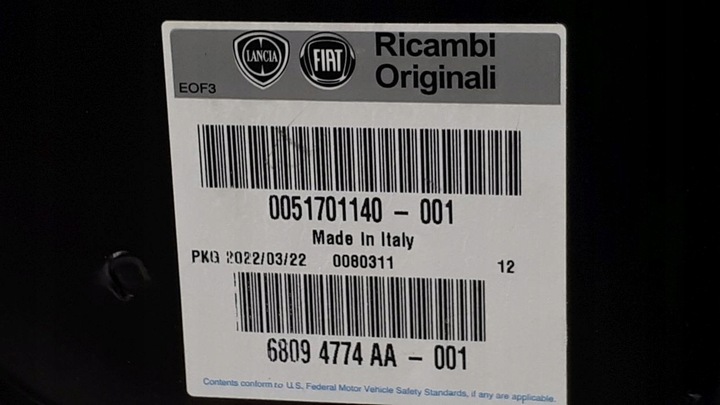 LANCIA FIAT Ricambi
Originali
EOF3
0051701140 - 001
Made In Italy
PKG 2022/03/22 0080311 12
6809 4774 AA - 001
Contents conform to U.S. Federal Motor Vehicle Safety Standards, if any are applicable.